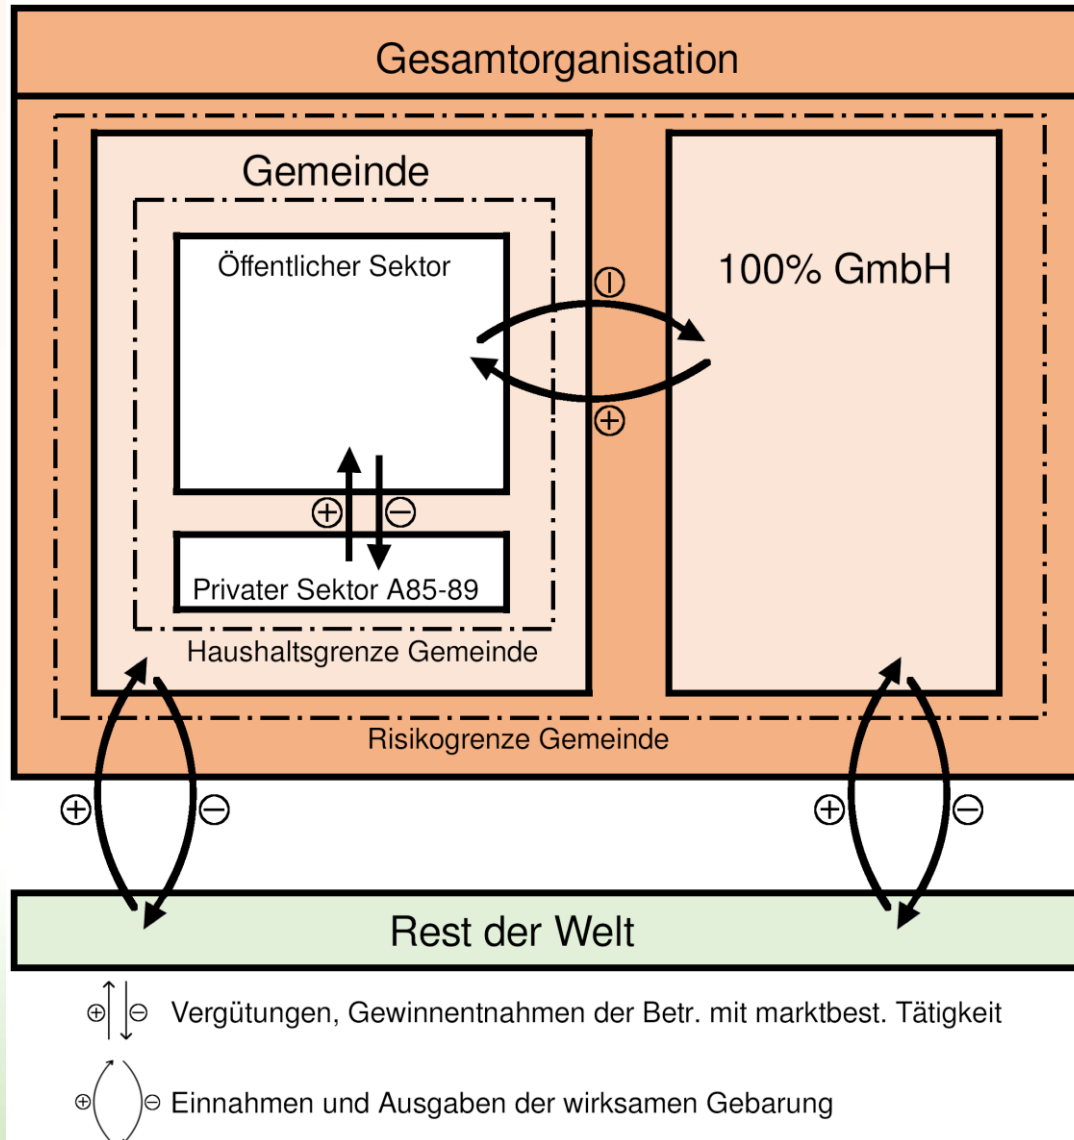 Gesamtorganisation
Gemeinde
Öffentlicher Sektor
100% GmbH
Privater Sektor A85-89
Haushaltsgrenze Gemeinde
Risikogrenze Gemeinde
Rest der Welt
Vergütungen, Gewinnentnahmen der Betr. mit marktbest. Tätigkeit
Einnahmen und Ausgaben der wirksamen Gebarung